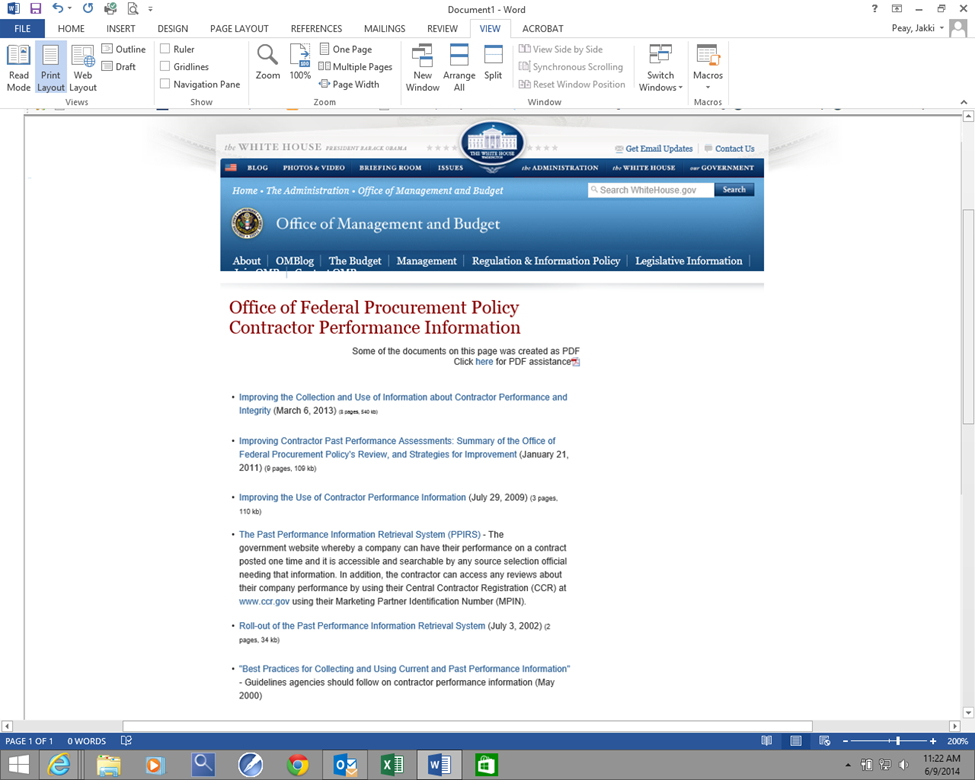 Document1 - Word
FILE HOME INSERT DESIGN PAGE LAYOUT REFERENCES MAILINGS REVIEW VIEW ACROBAT Peay, Jakki
Read Mode
Print Layout
Web Layout
Outline
Draft
Views
Ruler
Gridlines
Navigation Pane
Show
Zoom
100%
One Page
Multiple Pages
Page Width
Zoom
New Window
Arrange All
Split
View Side by Side
Synchronous Scrolling
Reset Window Position
Window
Switch Windows
Macros
Macros
the WHITE HOUSE PRESIDENT BARACK OBAMA
THE WHITE HOUSE
WASHINGTON
Get Email Updates Contact Us
BLOG PHOTOS & VIDEO BRIEFING ROOM ISSUES the ADMINISTRATION the WHITE HOUSE our GOVERNMENT
Home • The Administration • Office of Management and Budget
Search WhiteHouse.gov Search
Office of Management and Budget
About | OMBlog | The Budget | Management | Regulation & Information Policy | Legislative Information |
Join OMB | Contact OMB
Office of Federal Procurement Policy
Contractor Performance Information
Some of the documents on this page was created as PDF
Click here for PDF assistance
• Improving the Collection and Use of Information about Contractor Performance and
Integrity (March 6, 2013) (5 pages, 540 kb)
• Improving Contractor Past Performance Assessments: Summary of the Office of
Federal Procurement Policy's Review, and Strategies for Improvement (January 21,
2011) (9 pages, 109 kb)
• Improving the Use of Contractor Performance Information (July 29, 2009) (3 pages,
110 kb)
• The Past Performance Information Retrieval System (PPIRS) - The
government website whereby a company can have their performance on a contract
posted one time and it is accessible and searchable by any source selection official
needing that information. In addition, the contractor can access any reviews about
their company performance by using their Central Contractor Registration (CCR) at
www.ccr.gov using their Marketing Partner Identification Number (MPIN).
• Roll-out of the Past Performance Information Retrieval System (July 3, 2002) (2
pages, 34 kb)
• "Best Practices for Collecting and Using Current and Past Performance Information"
- Guidelines agencies should follow on contractor performance information (May
2000)
PAGE 1 OF 1 0 WORDS 200%
11:22 AM
6/9/2014